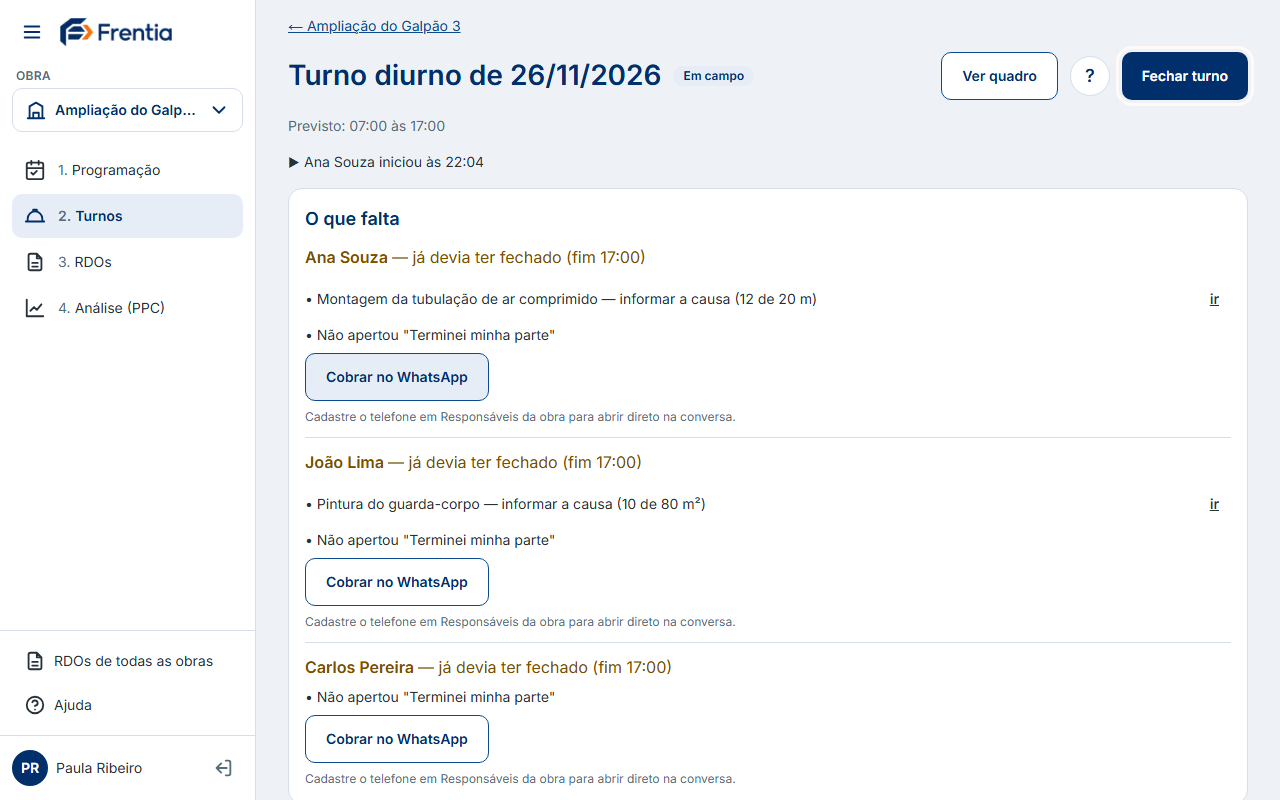 Frentia
OBRA
Ampliação do Galp...
1. Programação
2. Turnos
3. RDOs
4. Análise (PPC)
RDOs de todas as obras
Ajuda
PR Paula Ribeiro
← Ampliação do Galpão 3
Turno diurno de 26/11/2026 Em campo Ver quadro ? Fechar turno
Previsto: 07:00 às 17:00
▶ Ana Souza iniciou às 22:04
O que falta
Ana Souza — já devia ter fechado (fim 17:00)
• Montagem da tubulação de ar comprimido — informar a causa (12 de 20 m) ir
• Não apertou "Terminei minha parte"
Cobrar no WhatsApp
Cadastre o telefone em Responsáveis da obra para abrir direto na conversa.
João Lima — já devia ter fechado (fim 17:00)
• Pintura do guarda-corpo — informar a causa (10 de 80 m²) ir
• Não apertou "Terminei minha parte"
Cobrar no WhatsApp
Cadastre o telefone em Responsáveis da obra para abrir direto na conversa.
Carlos Pereira — já devia ter fechado (fim 17:00)
• Não apertou "Terminei minha parte"
Cobrar no WhatsApp
Cadastre o telefone em Responsáveis da obra para abrir direto na conversa.